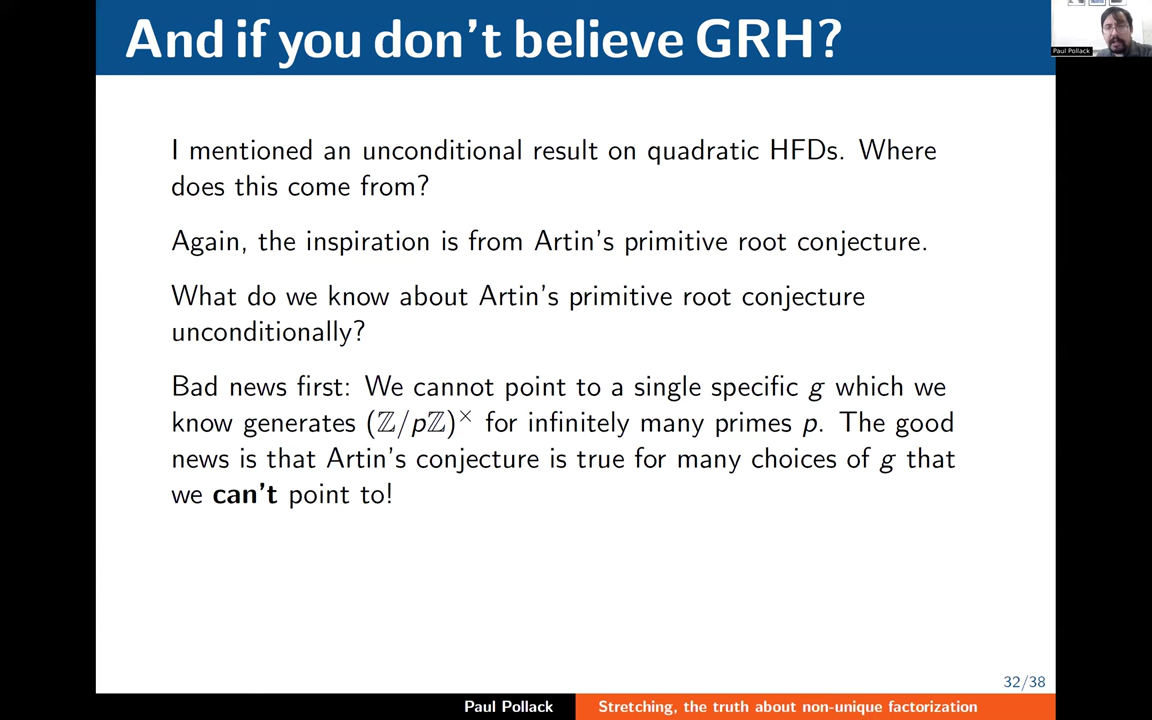 And if you don't believe GRH?
Paul Pollack
I mentioned an unconditional result on quadratic HFDs. Where
does this come from?
Again, the inspiration is from Artin's primitive root conjecture.
What do we know about Artin's primitive root conjecture
unconditionally?
Bad news first: We cannot point to a single specific g which we
know generates (ℤ/pℤ)× for infinitely many primes p. The good
news is that Artin's conjecture is true for many choices of g that
we can't point to!
32/38
Paul Pollack
Stretching, the truth about non-unique factorization